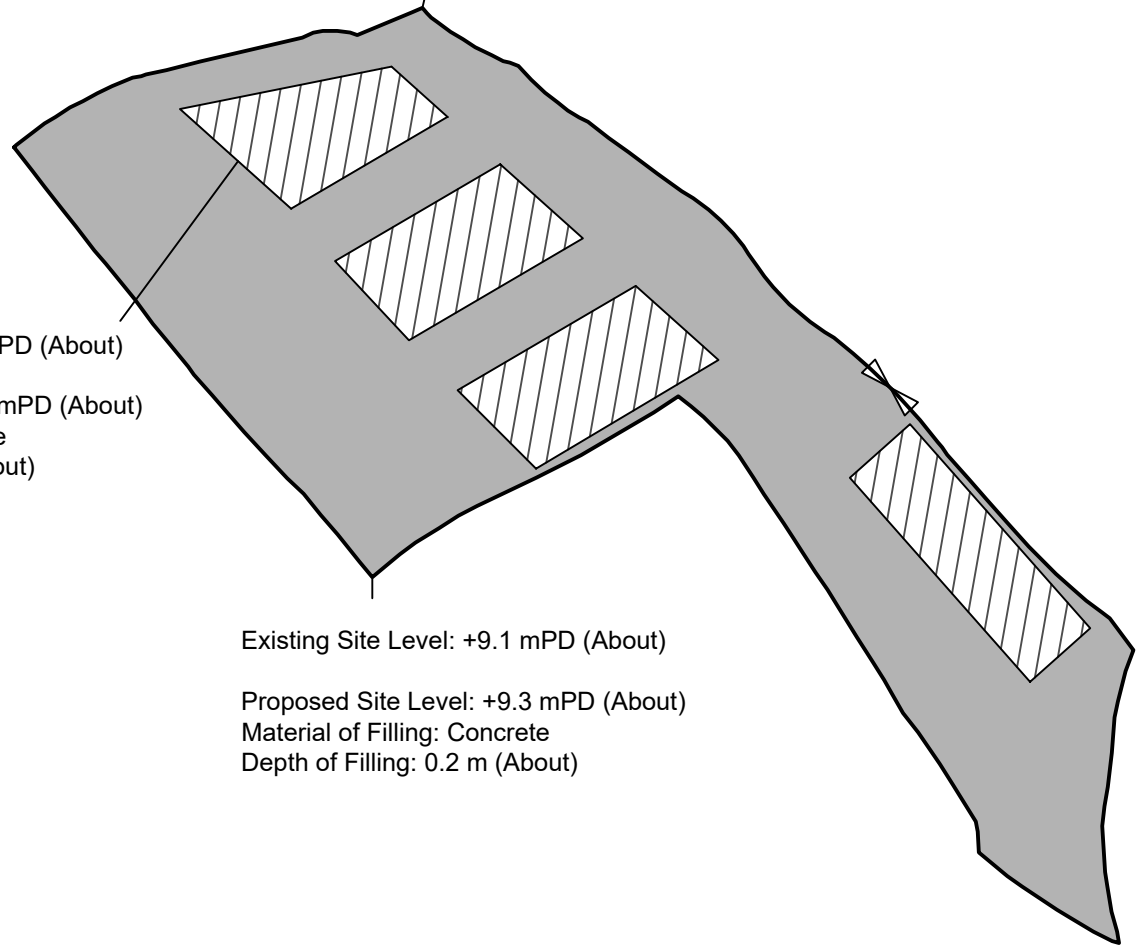 PD (About)
mPD (About)
e
out)
Existing Site Level: +9.1 mPD (About)
Proposed Site Level: +9.3 mPD (About)
Material of Filling: Concrete
Depth of Filling: 0.2 m (About)